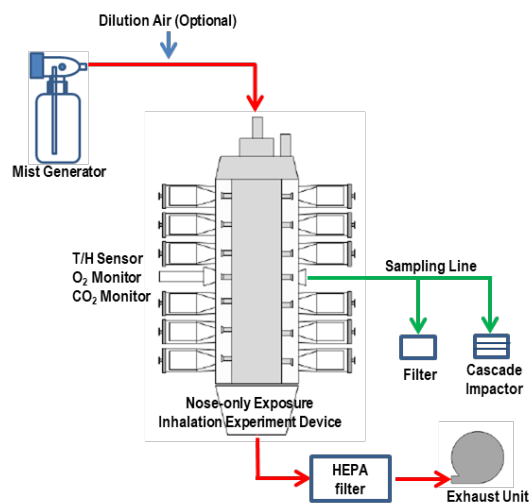 Dilution Air (Optional)
Mist Generator
T/H Sensor
O₂ Monitor
CO₂ Monitor
Sampling Line
Filter
Cascade
Impactor
Nose-only Exposure
Inhalation Experiment Device
HEPA
filter
Exhaust Unit